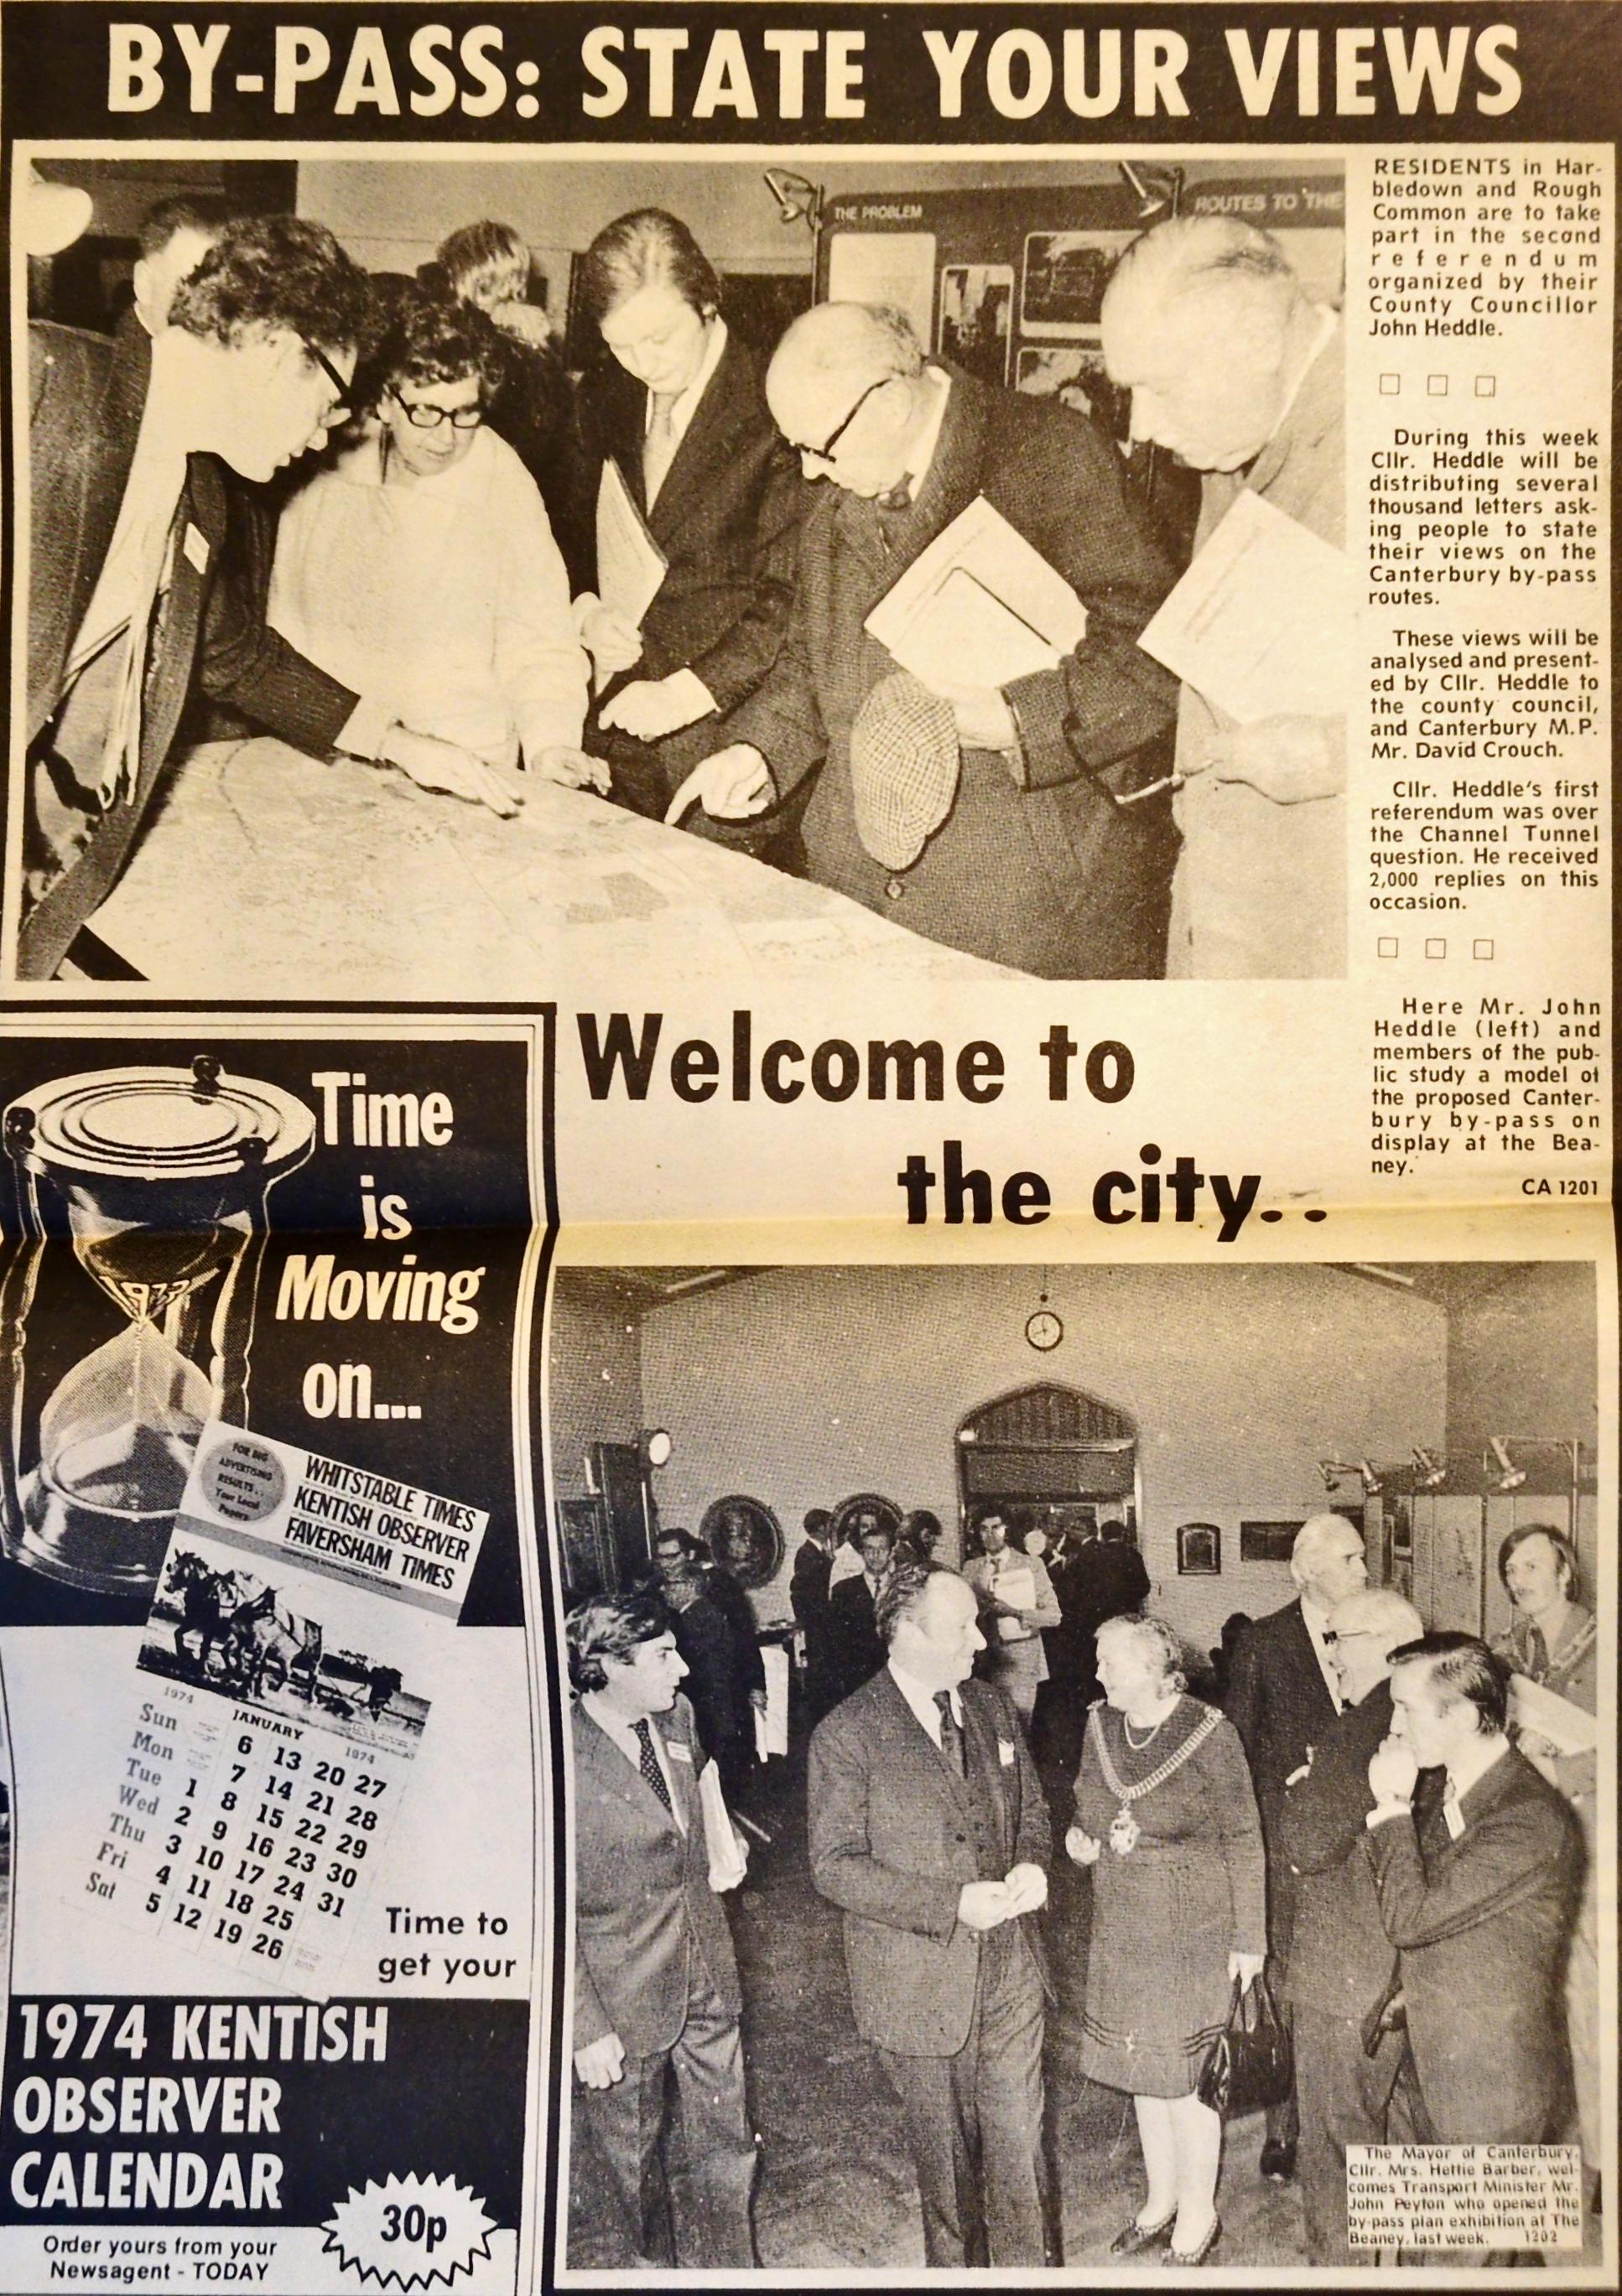 BY-PASS: STATE YOUR VIEWS
THE PROBLEM
ROUTES TO THE
RESIDENTS in Har-
bledown and Rough
Common are to take
part in the second
referendum
organized by their
County Councillor
John Heddle.
During this week
Cllr. Heddle will be
distributing several
thousand letters ask-
ing people to state
their views on the
Canterbury by-pass
routes.
These views will be
analysed and present-
ed by Cllr. Heddle to
the county council,
and Canterbury M.P.
Mr. David Crouch.
Cllr. Heddle's first
referendum was over
the Channel Tunnel
question. He received
2,000 replies on this
occasion.
Here Mr. John
Heddle (left) and
members of the pub-
lic study a model of
the proposed Canter-
bury by-pass on
display at the Bea-
ney.
CA 1201
Welcome to
the city..
The Mayor of Canterbury,
Cllr. Mrs. Hettie Barber, wel-
comes Transport Minister Mr.
John Peyton who opened the
by-pass plan exhibition at The
Beaney, last week. 1202
Time
is
Moving
on...
1973
FOR BIG
ADVERTISING
RESULTS . .
Your Local
Papers
WHITSTABLE TIMES
KENTISH OBSERVER
FAVERSHAM TIMES
1974 JANUARY 1974
Sun 6 13 20 27
Mon 7 14 21 28
Tue 1 8 15 22 29
Wed 2 9 16 23 30
Thu 3 10 17 24 31
Fri 4 11 18 25
Sat 5 12 19 26
Time to
get your
1974 KENTISH
OBSERVER
CALENDAR
30p
Order yours from your
Newsagent - TODAY